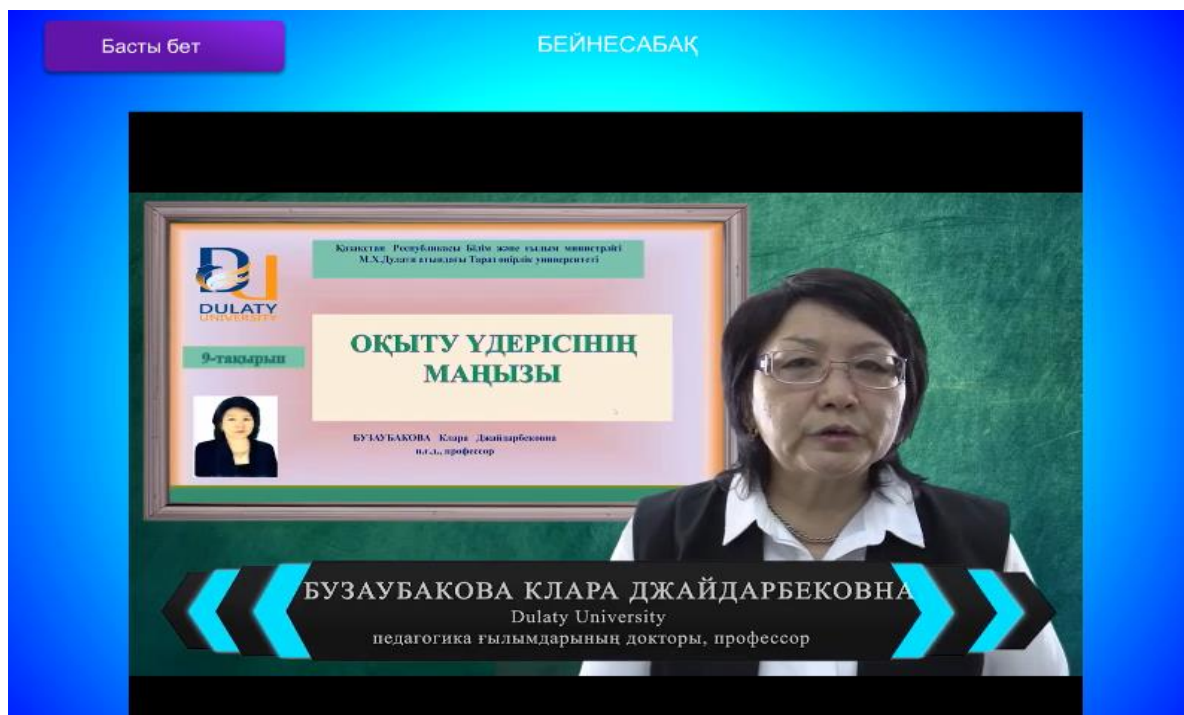 Басты бет
БЕЙНЕСАБАҚ
Қазақстан Республикасы Білім және ғылым министрлігі
М.Х.Дулати атындағы Тараз өңірлік университеті
DULATY
UNIVERSITY
9-тақырып
ОҚЫТУ ҮДЕРІСІНІҢ
МАҢЫЗЫ
БУЗАУБАКОВА Клара Джайдарбековна
п.ғ.д., профессор
БУЗАУБАКОВА КЛАРА ДЖАЙДАРБЕКОВНА
Dulaty University
педагогика ғылымдарының докторы, профессор